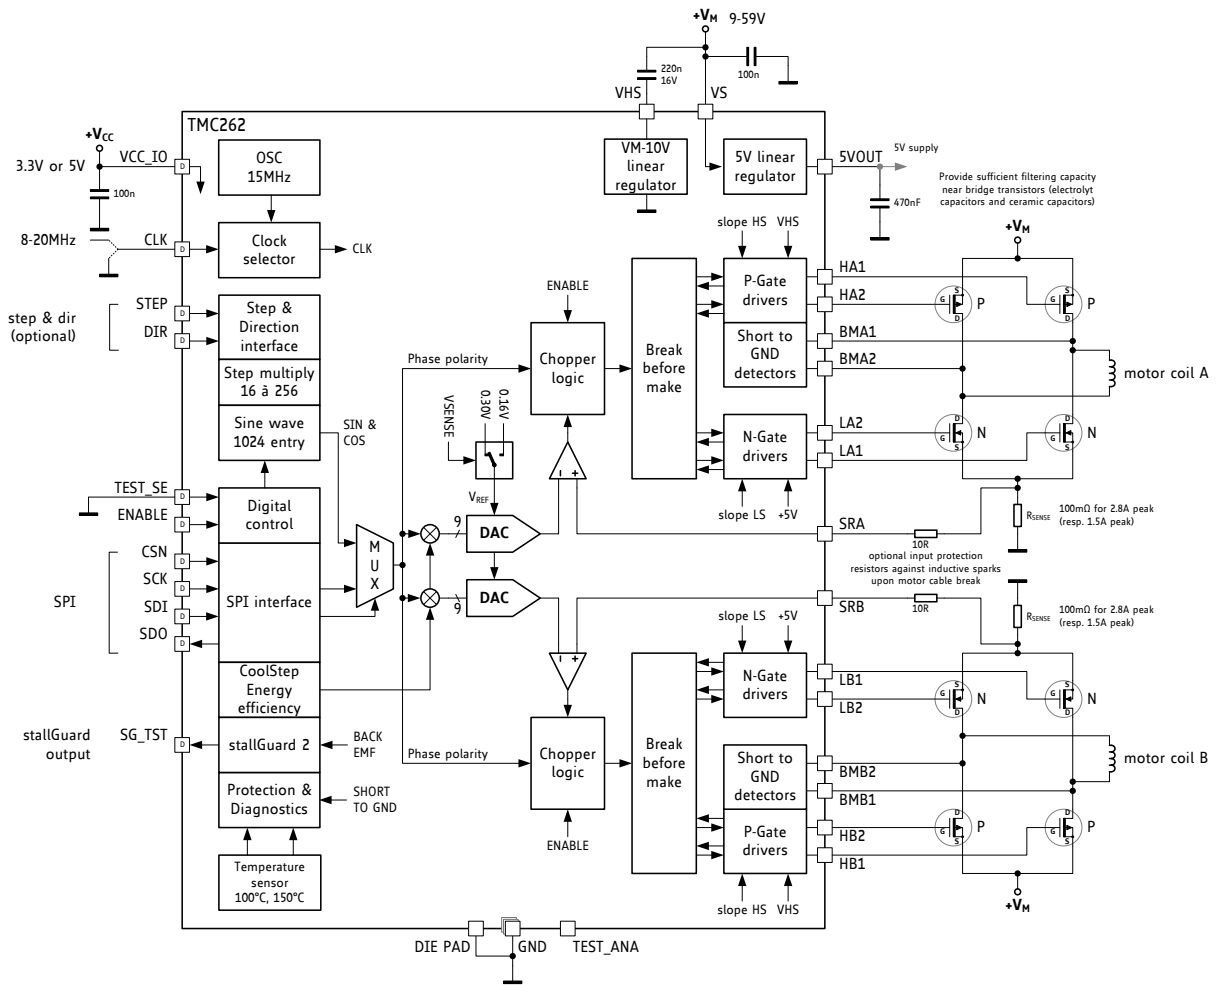 +VM 9-59V
220n
16V
100n
VHS
VS
TMC262
+VCC
3.3V or 5V
VCC_IO
D
100n
OSC
15MHz
VM-10V
linear
regulator
5V linear
regulator
5VOUT
5V supply
470nF
Provide sufficient filtering capacity
near bridge transistors (electrolyt
capacitors and ceramic capacitors)
+VM
8-20MHz
CLK
D
Clock
selector
CLK
slope HS
VHS
step & dir
(optional)
STEP
D
DIR
D
Step &
Direction
interface
Step multiply
16 à 256
Sine wave
1024 entry
SIN &
COS
Phase polarity
ENABLE
Chopper
logic
Break
before
make
P-Gate
drivers
Short to
GND
detectors
N-Gate
drivers
HA1
HA2
BMA1
BMA2
LA2
LA1
S
G
D
P
S
G
D
P
motor coil A
D
G
S
N
D
G
S
N
VSENSE
0.30V
0.16V
VREF
- +
slope LS
+5V
TEST_SE
D
ENABLE
D
Digital
control
SPI
CSN
D
SCK
D
SDI
D
SDO
D
SPI interface
M
U
X
9
DAC
9
DAC
SRA
10R
RSENSE
100mΩ for 2.8A peak
(resp. 1.5A peak)
optional input protection
resistors against inductive sparks
upon motor cable break
SRB
10R
RSENSE
100mΩ for 2.8A peak
(resp. 1.5A peak)
CoolStep
Energy
efficiency
stallGuard
output
SG_TST
D
stallGuard 2
BACK
EMF
Protection &
Diagnostics
SHORT
TO GND
Temperature
sensor
100°C, 150°C
- +
Phase polarity
Chopper
logic
ENABLE
Break
before
make
slope LS
+5V
N-Gate
drivers
Short to
GND
detectors
P-Gate
drivers
slope HS
VHS
LB1
LB2
BMB2
BMB1
HB2
HB1
S
G
D
N
S
G
D
N
motor coil B
D
G
S
P
D
G
S
P
+VM
DIE PAD
GND
TEST_ANA